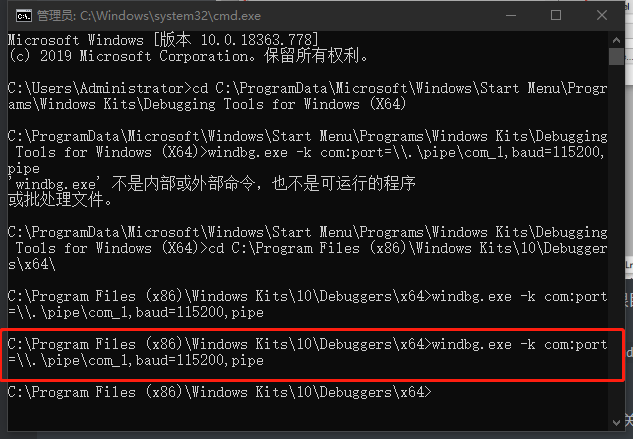 管理员: C:\Windows\system32\cmd.exe
Microsoft Windows [版本 10.0.18363.778]
(c) 2019 Microsoft Corporation。保留所有权利。
C:\Users\Administrator>cd C:\ProgramData\Microsoft\Windows\Start Menu\Progr
ams\Windows Kits\Debugging Tools for Windows (X64)
C:\ProgramData\Microsoft\Windows\Start Menu\Programs\Windows Kits\Debugging
 Tools for Windows (X64)>windbg.exe -k com:port=\\.\pipe\com_1,baud=115200,
pipe
'windbg.exe' 不是内部或外部命令，也不是可运行的程序
或批处理文件。
C:\ProgramData\Microsoft\Windows\Start Menu\Programs\Windows Kits\Debugging
 Tools for Windows (X64)>cd C:\Program Files (x86)\Windows Kits\10\Debugger
s\x64\
C:\Program Files (x86)\Windows Kits\10\Debuggers\x64>windbg.exe -k com:port
=\\.\pipe\com_1,baud=115200,pipe
C:\Program Files (x86)\Windows Kits\10\Debuggers\x64>windbg.exe -k com:port
=\\.\pipe\com_1,baud=115200,pipe
C:\Program Files (x86)\Windows Kits\10\Debuggers\x64>